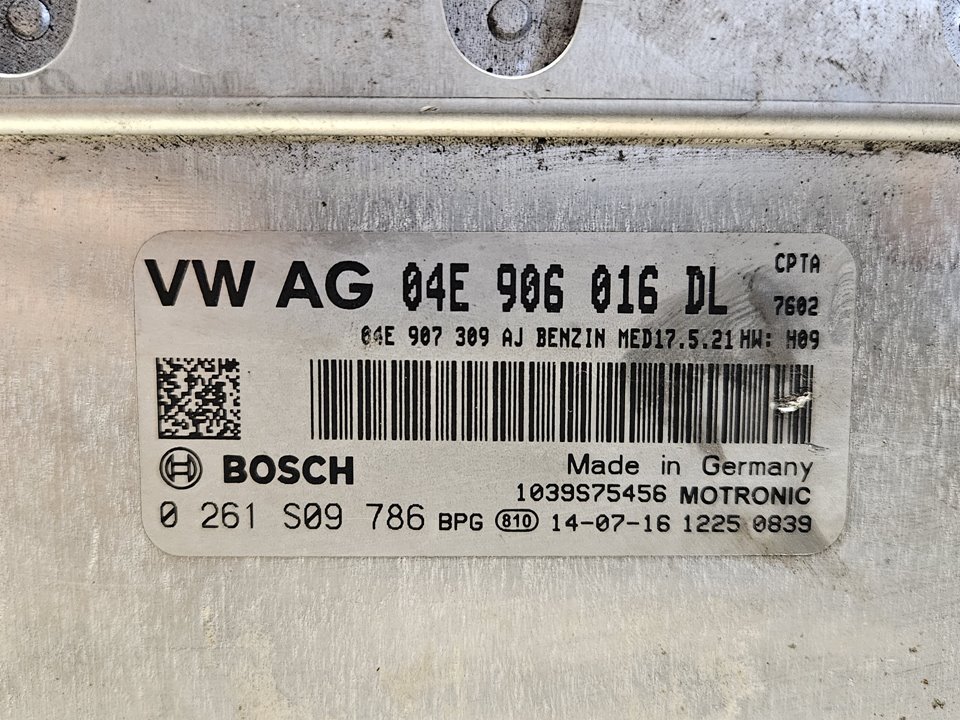 VW AG 04E 906 016 DL CPTA
7602
04E 907 309 AJ BENZIN MED17.5.21 HW: H09
BOSCH Made in Germany
1039S75456 MOTRONIC
0 261 S09 786 BPG 810 14-07-16 1225 0839